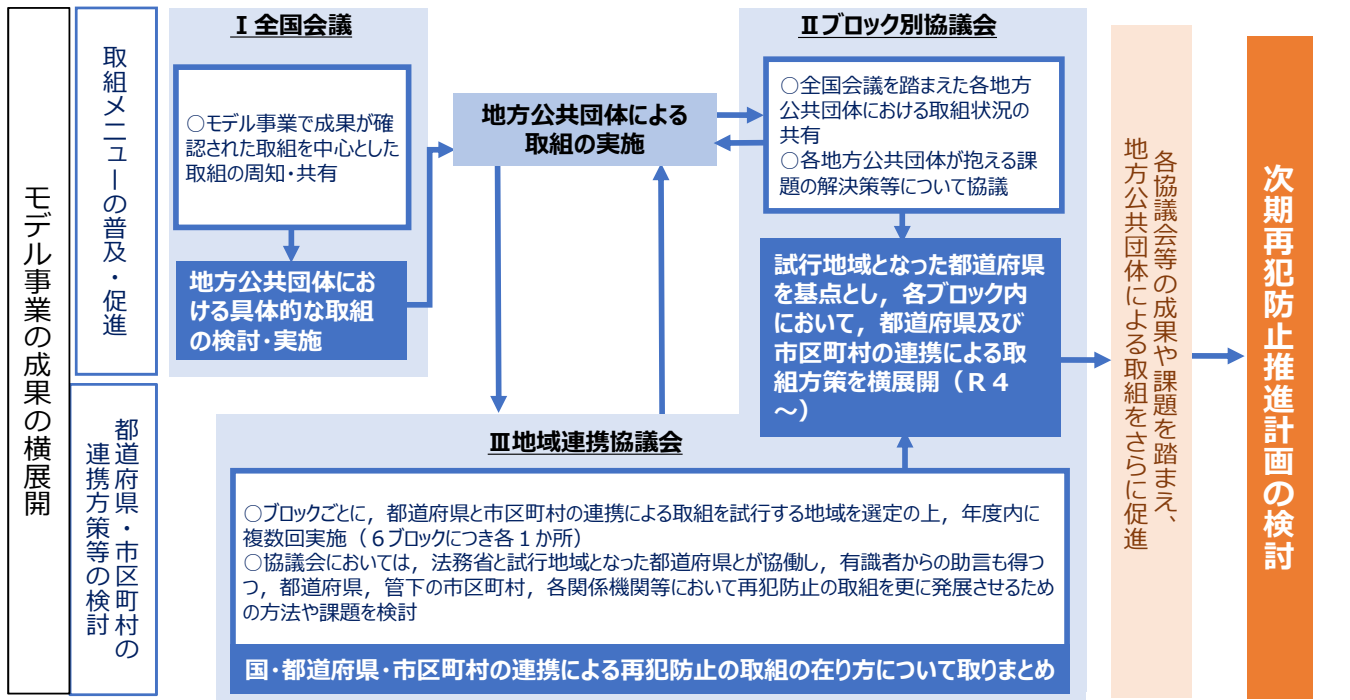 モデル事業の成果の横展開
取組メニューの普及・促進
都道府県・市区町村の
連携方策等の検討
Ⅰ全国会議
○モデル事業で成果が確
認された取組を中心とした
取組の周知・共有
地方公共団体にお
ける具体的な取組
の検討・実施
地方公共団体による
取組の実施
Ⅱブロック別協議会
○全国会議を踏まえた各地方
公共団体における取組状況の
共有
○各地方公共団体が抱える課
題の解決策等について協議
試行地域となった都道府県
を基点とし，各ブロック内
において，都道府県及び
市区町村の連携による取
組方策を横展開（Ｒ４
～）
Ⅲ地域連携協議会
○ブロックごとに，都道府県と市区町村の連携による取組を試行する地域を選定の上，年度内に
複数回実施（６ブロックにつき各１か所）
○協議会においては，法務省と試行地域となった都道府県とが協働し，有識者からの助言も得つ
つ，都道府県，管下の市区町村，各関係機関等において再犯防止の取組を更に発展させるため
の方法や課題を検討
国・都道府県・市区町村の連携による再犯防止の取組の在り方について取りまとめ
各協議会等の成果や課題を踏まえ、
地方公共団体による取組をさらに促進
次期再犯防止推進計画の検討